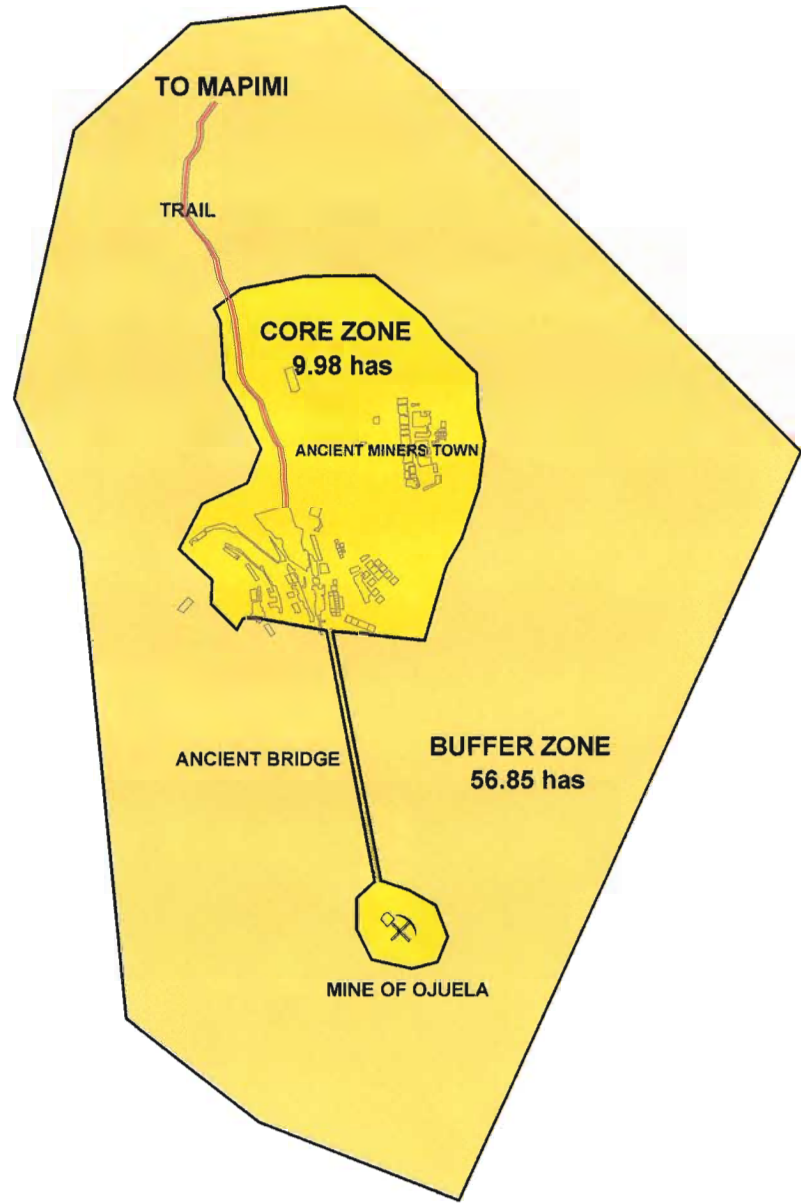 TO MAPIMI
TRAIL
CORE ZONE
9.98 has
ANCIENT MINERS TOWN
ANCIENT BRIDGE
BUFFER ZONE
56.85 has
MINE OF OJUELA